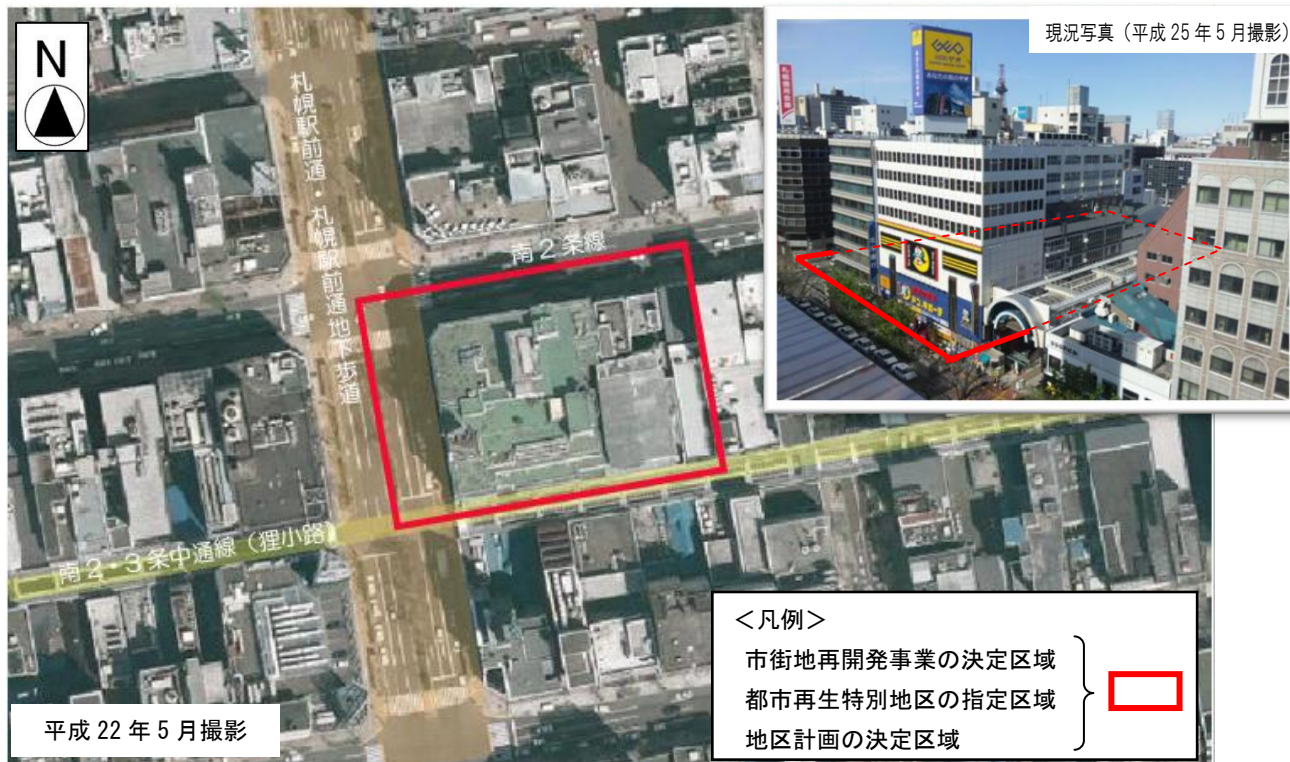 N
現況写真（平成25年5月撮影）
GEO
札幌駅前通・札幌駅前通地下歩道
南２条線
南２・３条中通線（狸小路）
＜凡例＞
市街地再開発事業の決定区域
都市再生特別地区の指定区域
地区計画の決定区域
平成22年5月撮影